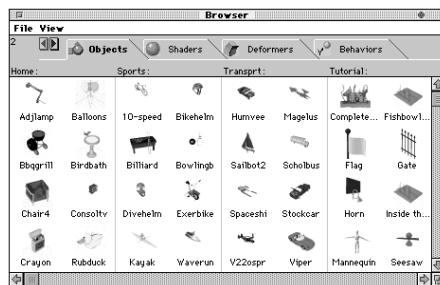 Browser
File View
2 Objects Shaders Deformers Behaviors
Home: Sports: Transprt: Tutorial:
Adjlamp Balloons 10-speed Bikehelm Humvee Magelus Complete... Fishbowl...
Bbqgrill Birdbath Billiard Bowlingb Sailbot2 Scholbus Flag Gate
Chair4 Consoltv Divehelm Exerbike Spaceshi Stockcar Horn Inside th...
Crayon Rubduck Kayak Waverun V22ospr Viper Mannequin Seesaw